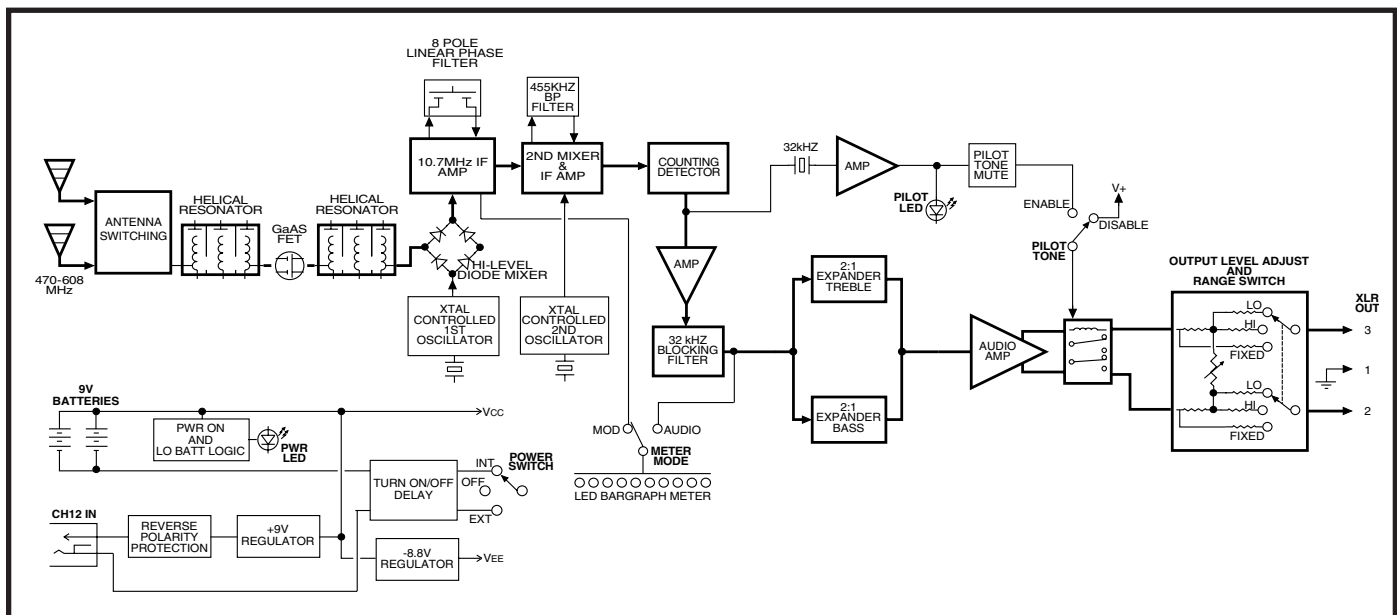 8 POLE
LINEAR PHASE
FILTER
455KHZ
BP
FILTER
10.7MHz IF
AMP
2ND MIXER
&
IF AMP
COUNTING
DETECTOR
32kHZ
AMP
PILOT
LED
PILOT
TONE
MUTE
ENABLE
V+
DISABLE
PILOT
TONE
470-608
MHz
ANTENNA
SWITCHING
HELICAL
RESONATOR
GaAS
FET
HELICAL
RESONATOR
HI-LEVEL
DIODE MIXER
XTAL
CONTROLLED
1ST
OSCILLATOR
XTAL
CONTROLLED
2ND
OSCILLATOR
AMP
32 kHZ
BLOCKING
FILTER
2:1
EXPANDER
TREBLE
2:1
EXPANDER
BASS
AUDIO
AMP
OUTPUT LEVEL ADJUST
AND
RANGE SWITCH
LO
HI
FIXED
LO
HI
FIXED
XLR
OUT
3
1
2
MOD
AUDIO
METER
MODE
LED BARGRAPH METER
9V
BATTERIES
PWR ON
AND
LO BATT LOGIC
PWR
LED
VCC
TURN ON/OFF
DELAY
POWER
SWITCH
INT
OFF
EXT
CH12 IN
REVERSE
POLARITY
PROTECTION
+9V
REGULATOR
-8.8V
REGULATOR
VEE